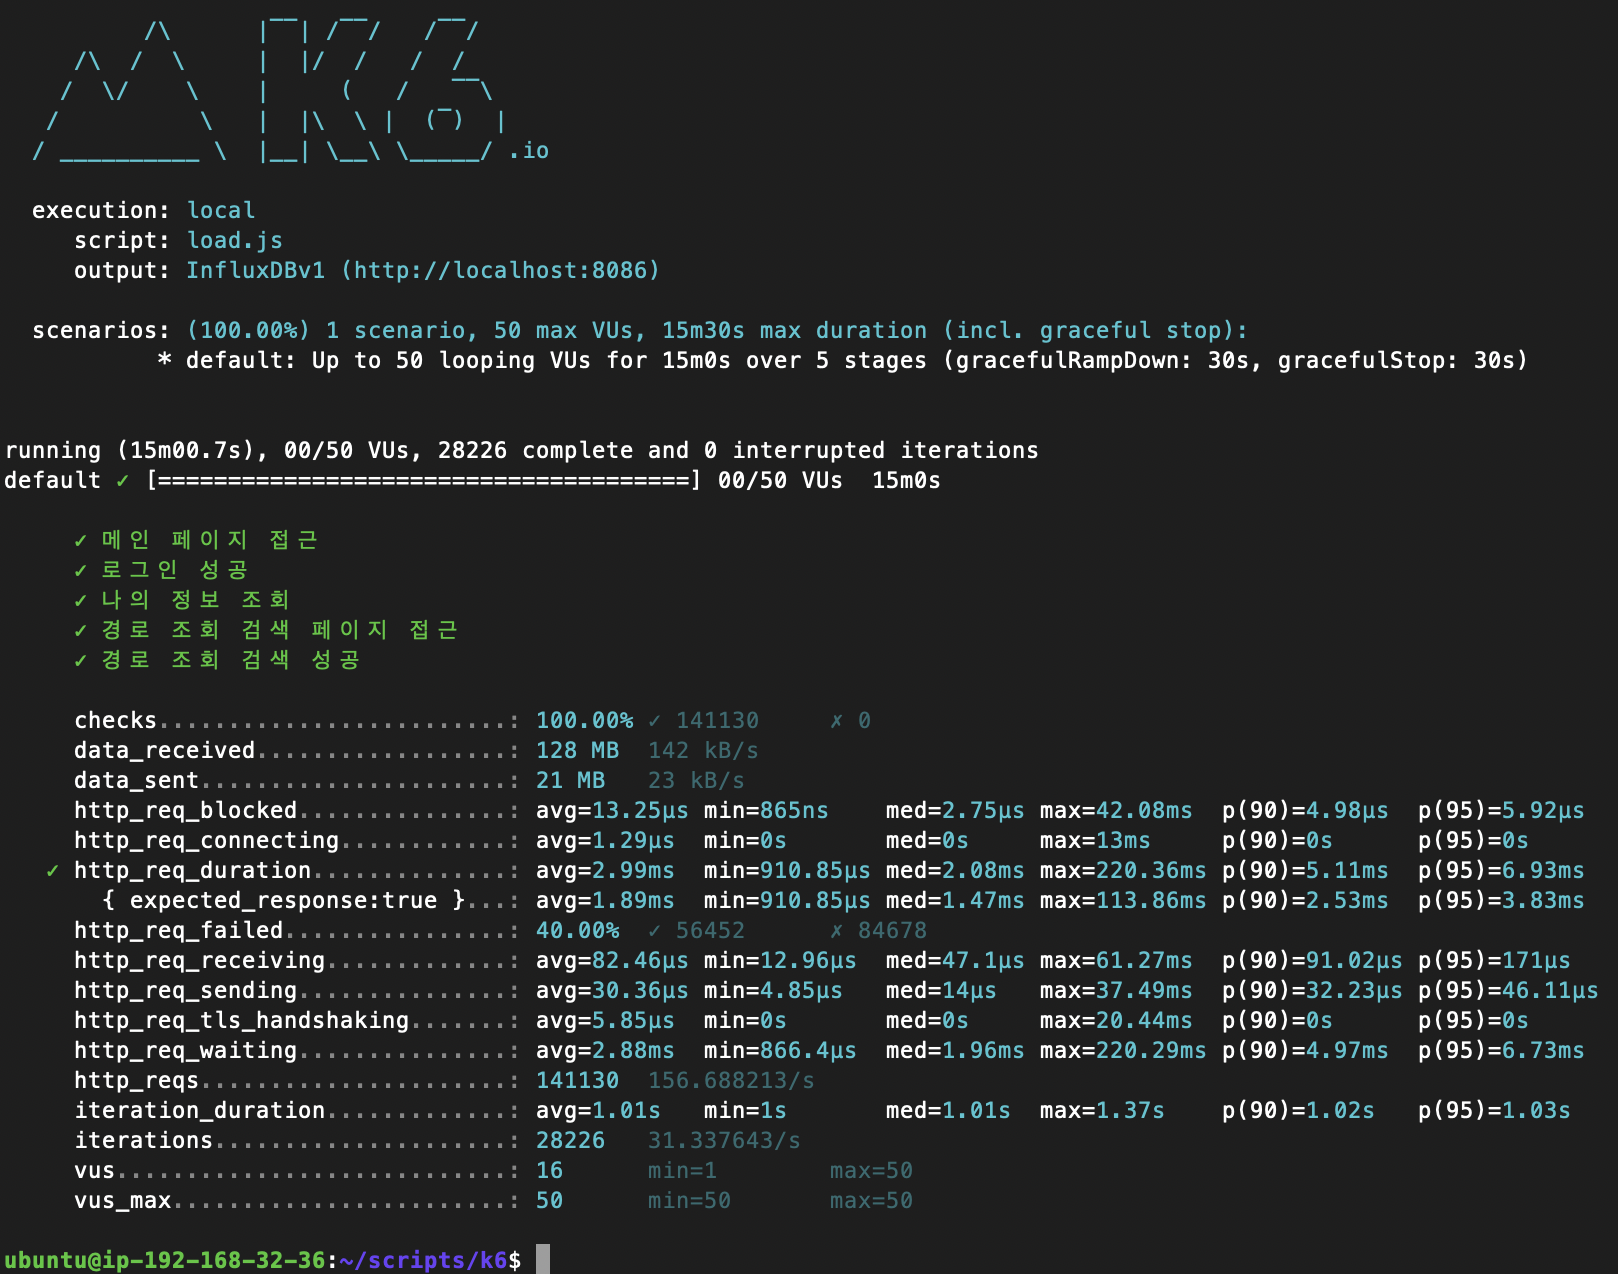 /\      |‾‾| /‾‾/   /‾‾/
     /\  /  \     |  |/  /   /  /
    /  \/    \    |     (   /   ‾‾\
   /          \   |  |\  \ |  (‾)  |
  / __________ \  |__| \__\ \_____/ .io
execution: local
script: load.js
output: InfluxDBv1 (http://localhost:8086)
scenarios: (100.00%) 1 scenario, 50 max VUs, 15m30s max duration (incl. graceful stop):
* default: Up to 50 looping VUs for 15m0s over 5 stages (gracefulRampDown: 30s, gracefulStop: 30s)
running (15m00.7s), 00/50 VUs, 28226 complete and 0 interrupted iterations
default ✓ [======================================] 00/50 VUs  15m0s
✓ 메인 페이지 접근
✓ 로그인 성공
✓ 나의 정보 조회
✓ 경로 조회 검색 페이지 접근
✓ 경로 조회 검색 성공
checks.........................: 100.00% ✓ 141130     ✗ 0
data_received..................: 128 MB  142 kB/s
data_sent......................: 21 MB   23 kB/s
http_req_blocked...............: avg=13.25µs min=865ns    med=2.75µs max=42.08ms  p(90)=4.98µs  p(95)=5.92µs
http_req_connecting............: avg=1.29µs  min=0s       med=0s     max=13ms     p(90)=0s      p(95)=0s
✓ http_req_duration..............: avg=2.99ms  min=910.85µs med=2.08ms max=220.36ms p(90)=5.11ms  p(95)=6.93ms
{ expected_response:true }...: avg=1.89ms  min=910.85µs med=1.47ms max=113.86ms p(90)=2.53ms  p(95)=3.83ms
http_req_failed................: 40.00%  ✓ 56452      ✗ 84678
http_req_receiving.............: avg=82.46µs min=12.96µs  med=47.1µs max=61.27ms  p(90)=91.02µs p(95)=171µs
http_req_sending...............: avg=30.36µs min=4.85µs   med=14µs   max=37.49ms  p(90)=32.23µs p(95)=46.11µs
http_req_tls_handshaking.......: avg=5.85µs  min=0s       med=0s     max=20.44ms  p(90)=0s      p(95)=0s
http_req_waiting...............: avg=2.88ms  min=866.4µs  med=1.96ms max=220.29ms p(90)=4.97ms  p(95)=6.73ms
http_reqs......................: 141130  156.688213/s
iteration_duration.............: avg=1.01s   min=1s       med=1.01s  max=1.37s    p(90)=1.02s   p(95)=1.03s
iterations.....................: 28226   31.337643/s
vus............................: 16      min=1        max=50
vus_max........................: 50      min=50       max=50
ubuntu@ip-192-168-32-36:~/scripts/k6$